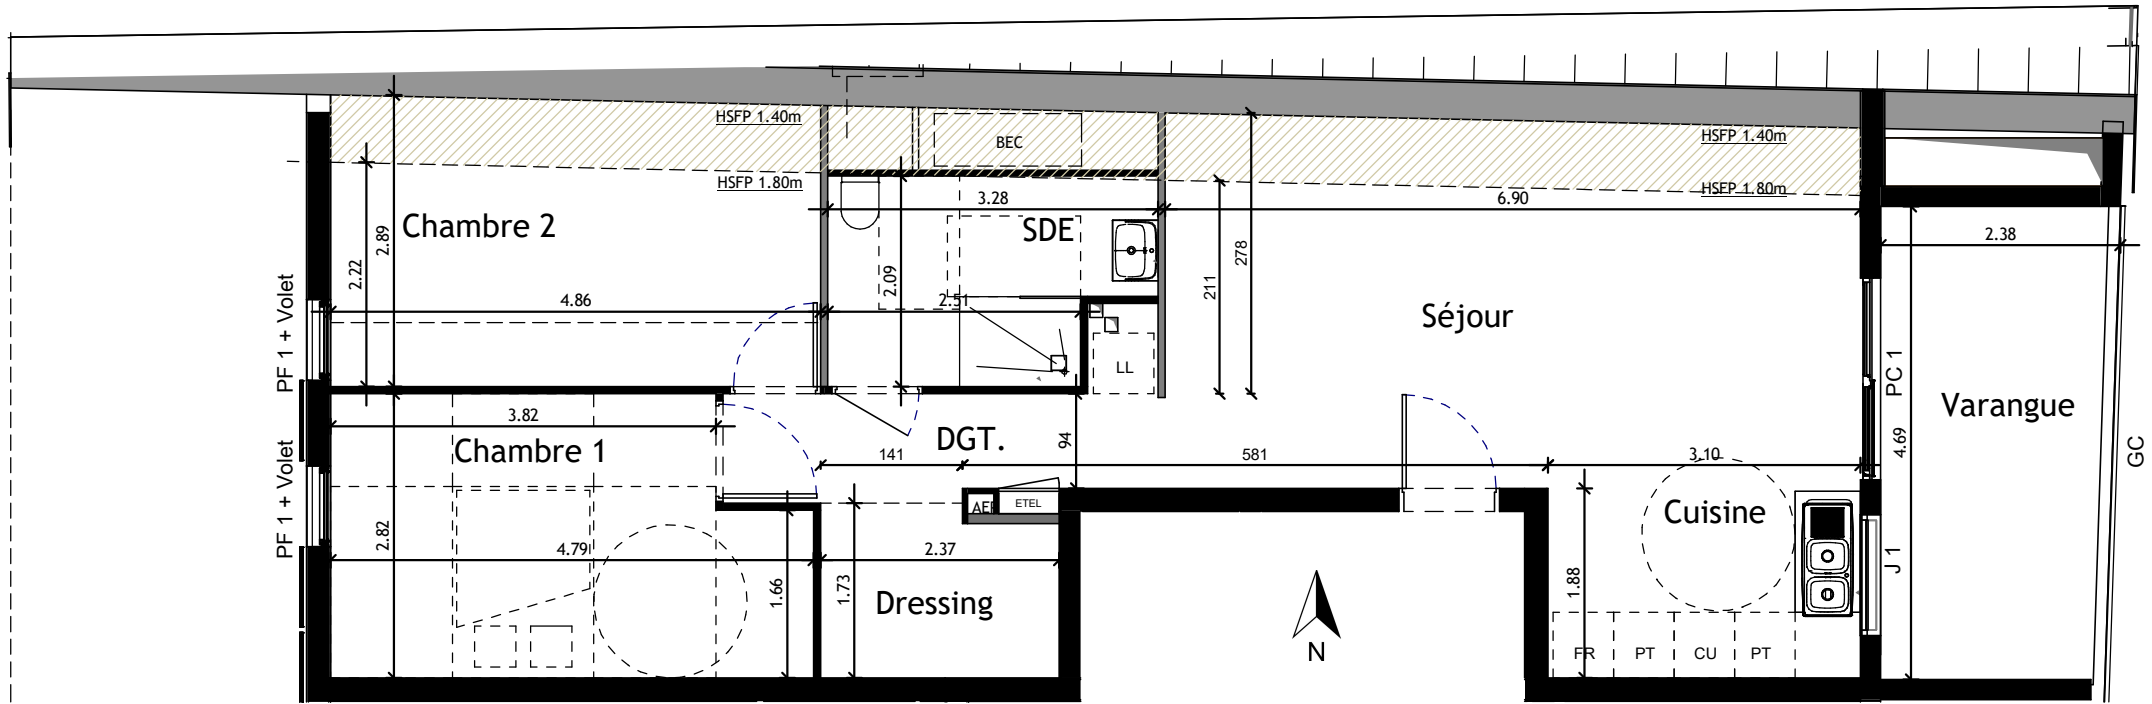 HSFP 1.40m
HSFP 1.40m
BEC
HSFP 1.80m
HSFP 1.80m
3.28
6.90
Chambre 2
SDE
2.38
2.89
2.22
2.09
278
211
PF 1 + Volet
4.86
2.51
Séjour
LL
PC 1
Varangue
3.82
Chambre 1
DGT.
94
4.69
GC
141
581
3.10
PF 1 + Volet
ETEL
Cuisine
2.82
4.79
2.37
J 1
1.66
1.73
1.88
Dressing
N
FR
PT
CU
PT